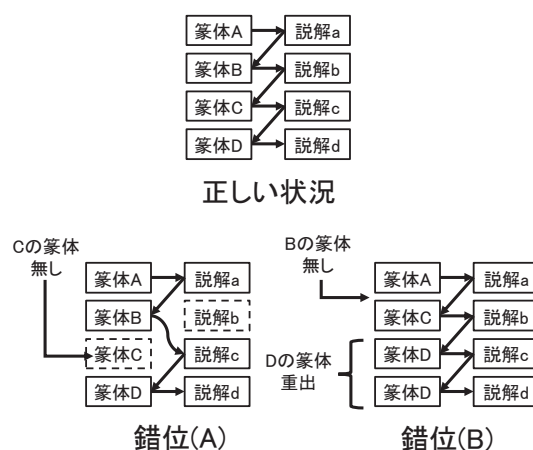 篆体A 説解a
篆体B 説解b
篆体C 説解c
篆体D 説解d
正しい状況
Cの篆体
無し
篆体A 説解a
篆体B 説解b
篆体C 説解c
篆体D 説解d
錯位(A)
Bの篆体
無し
篆体A 説解a
篆体C 説解b
Dの篆体
重出
篆体D 説解c
篆体D 説解d
錯位(B)